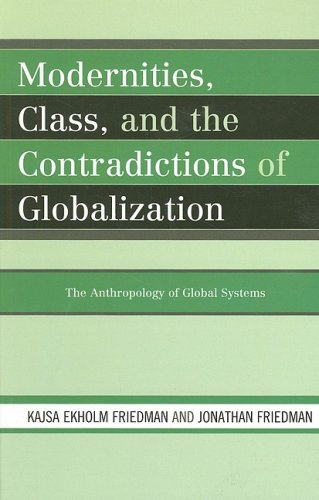 Modernities,
Class, and the
Contradictions of
Globalization
The Anthropology of Global Systems
KAJSA EKHOLM FRIEDMAN AND JONATHAN FRIEDMAN